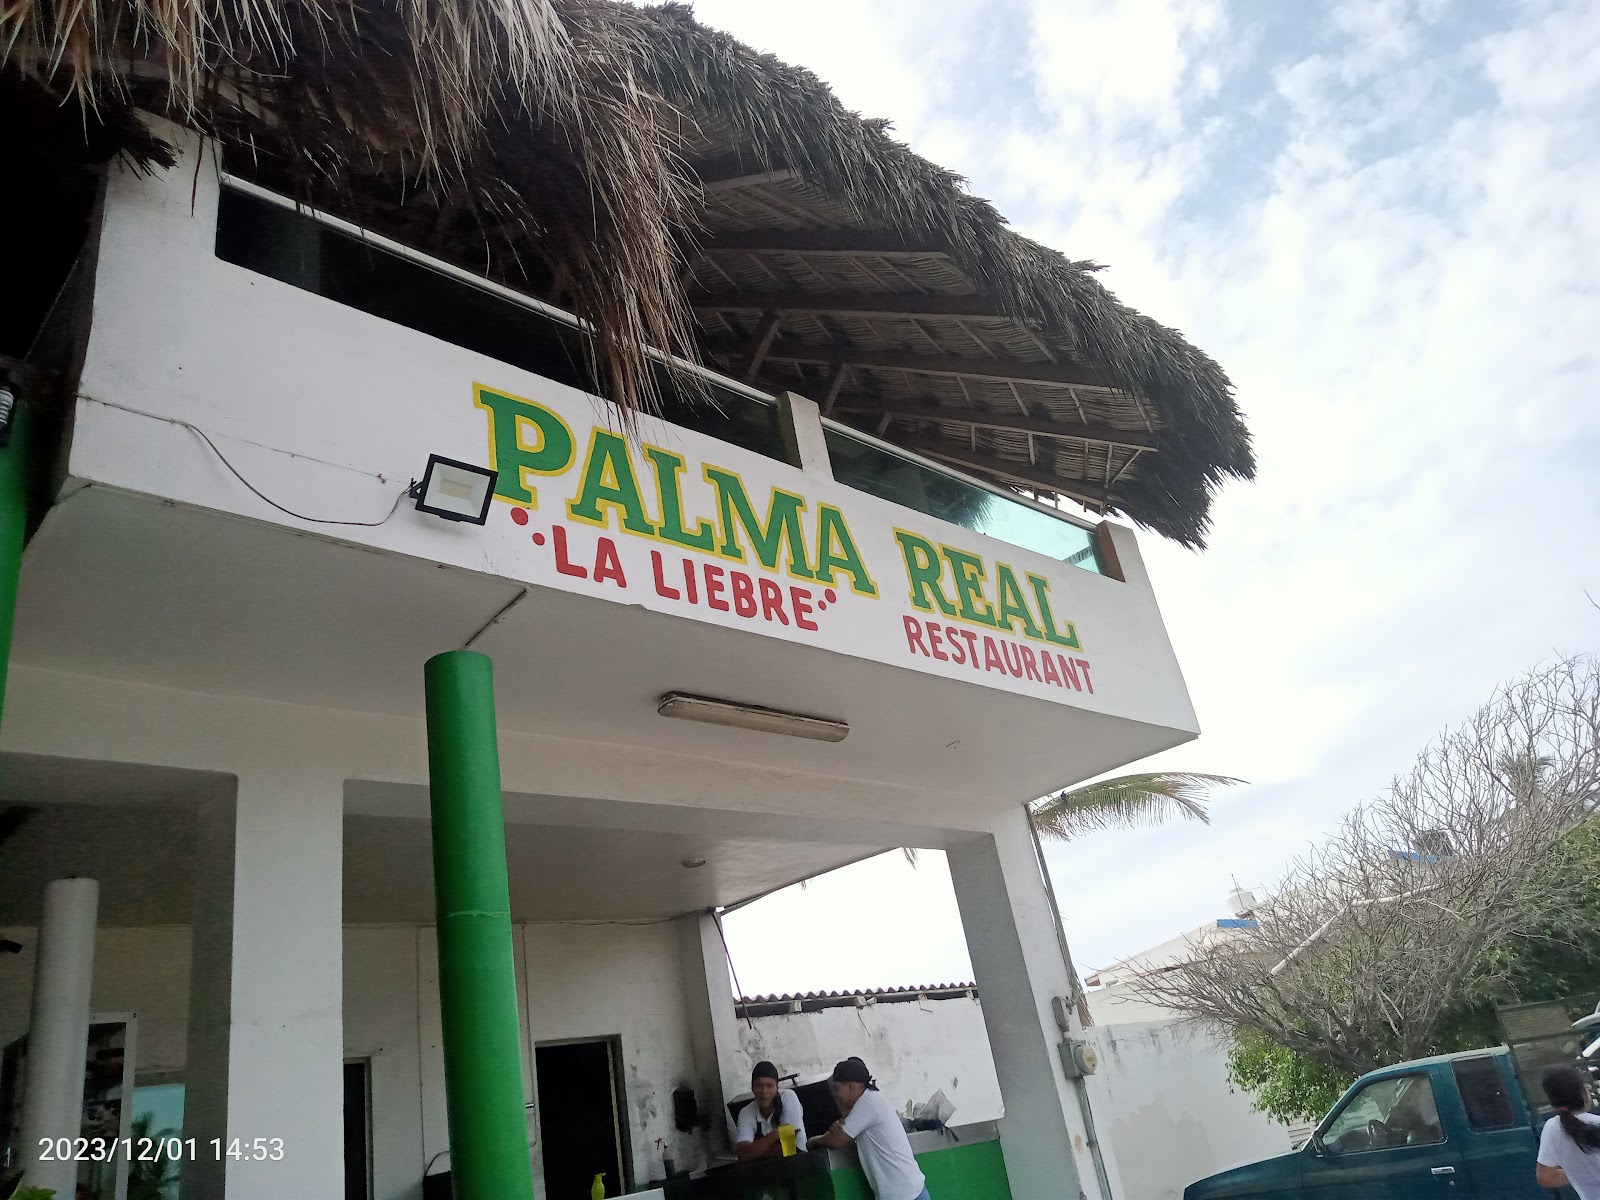 PALMA REAL
LA LIEBRE
RESTAURANT
2023/12/01 14:53